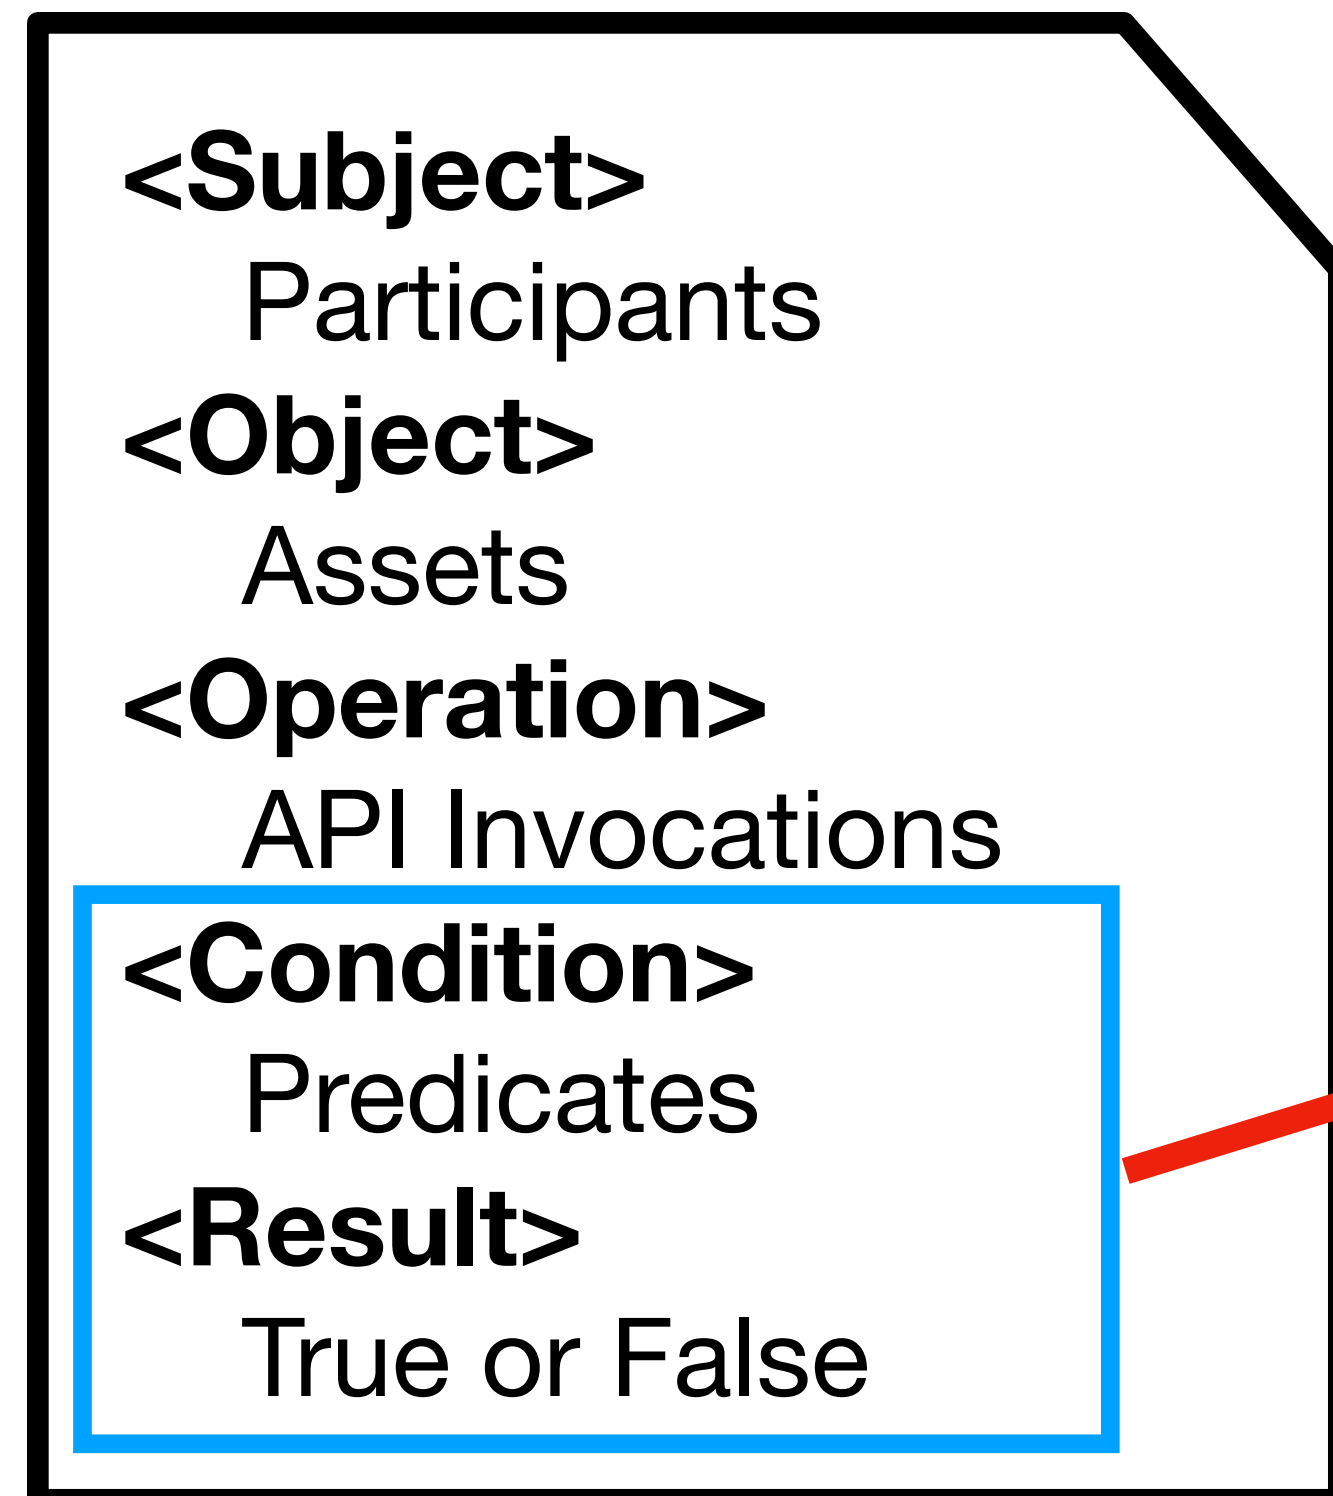 <Subject>
Participants
<Object>
Assets
<Operation>
API Invocations
<Condition>
Predicates
<Result>
True or False